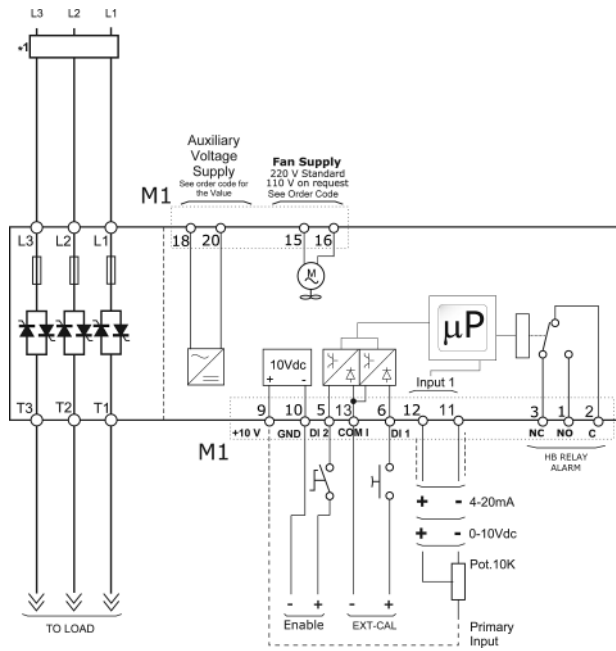 L3 L2 L1
*1
Auxiliary
Voltage
Supply
See order code for
the Value
Fan Supply
220 V Standard
110 V on request
See Order Code
M1
L3 L2 L1
18 20 15 16
M
µP
10Vdc
+ -
Input 1
T3 T2 T1
9 10 5 13 6 12 11 3 1 2
+10 V GND DI 2 COM I DI 1 NC NO C
M1
HB RELAY
ALARM
+ - 4-20mA
+ - 0-10Vdc
Pot.10K
- + - +
TO LOAD
Enable EXT-CAL
Primary
Input